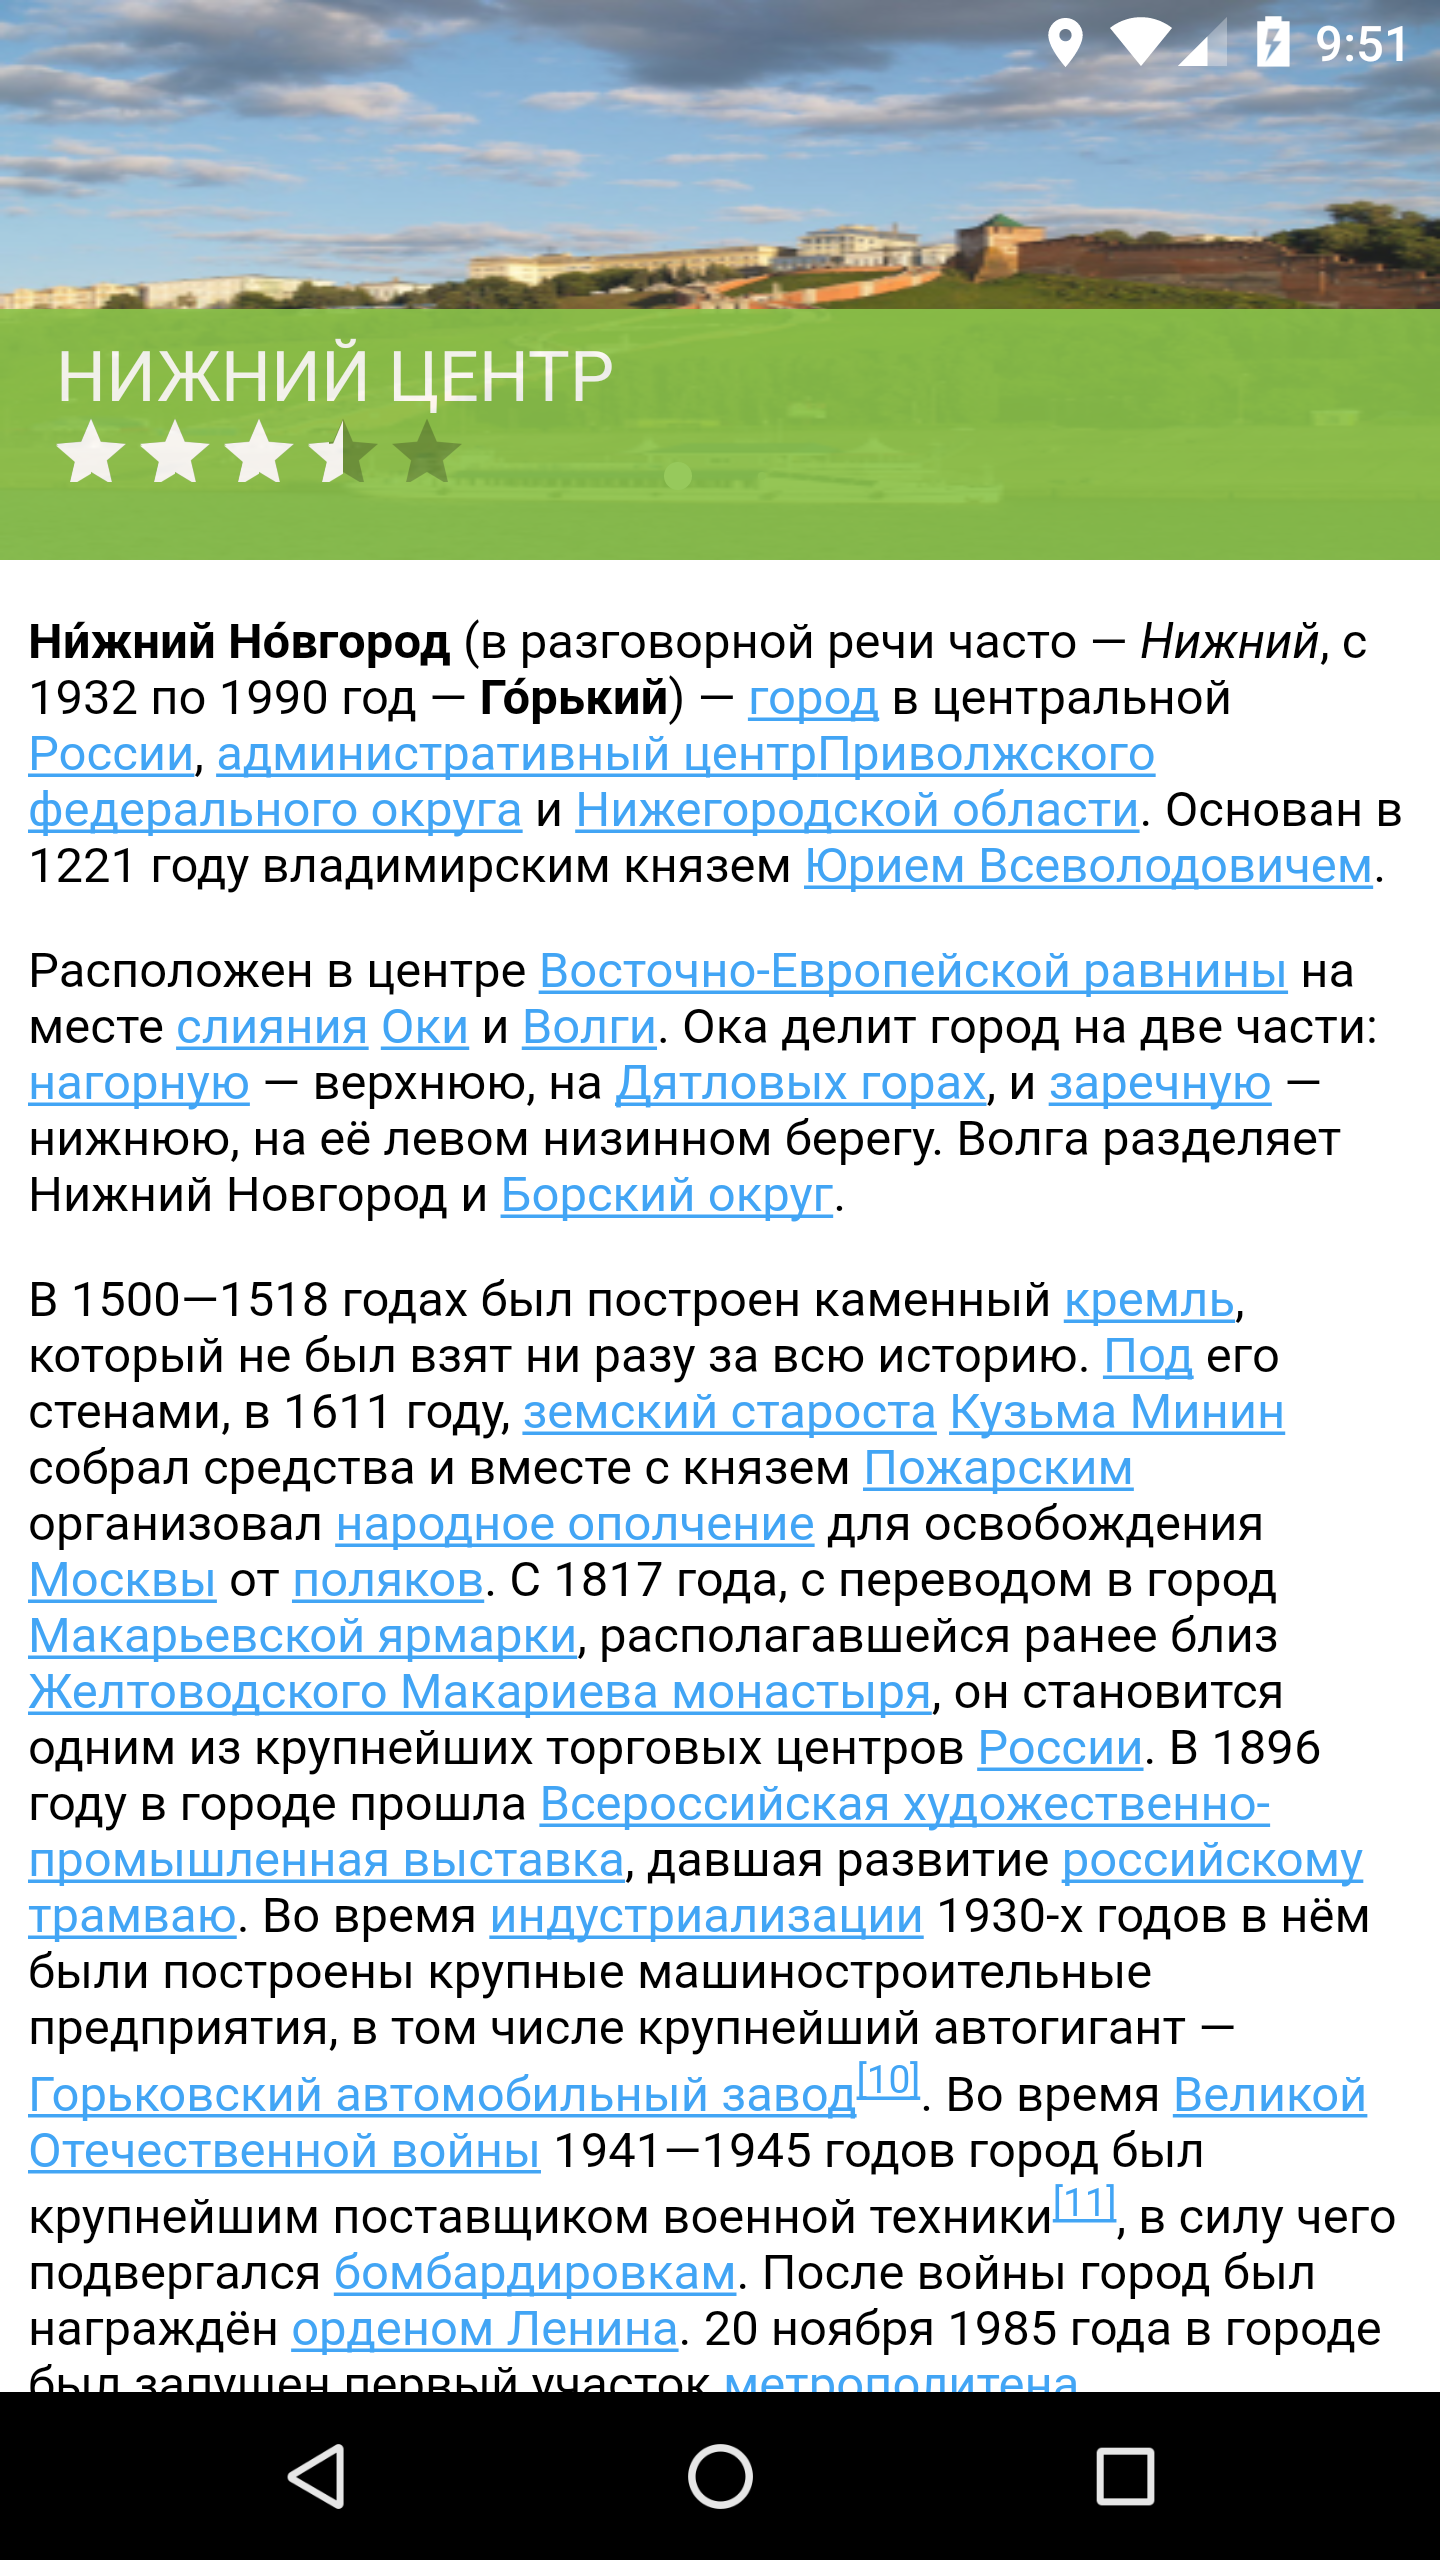 9:51
НИЖНИЙ ЦЕНТР
Ни́жний Но́вгород (в разговорной речи часто — Нижний, с
1932 по 1990 год — Го́рький) — город в центральной
России, административный центрПриволжского
федерального округа и Нижегородской области. Основан в
1221 году владимирским князем Юрием Всеволодовичем.
Расположен в центре Восточно-Европейской равнины на
месте слияния Оки и Волги. Ока делит город на две части:
нагорную — верхнюю, на Дятловых горах, и заречную —
нижнюю, на её левом низинном берегу. Волга разделяет
Нижний Новгород и Борский округ.
В 1500—1518 годах был построен каменный кремль,
который не был взят ни разу за всю историю. Под его
стенами, в 1611 году, земский староста Кузьма Минин
собрал средства и вместе с князем Пожарским
организовал народное ополчение для освобождения
Москвы от поляков. С 1817 года, с переводом в город
Макарьевской ярмарки, располагавшейся ранее близ
Желтоводского Макариева монастыря, он становится
одним из крупнейших торговых центров России. В 1896
году в городе прошла Всероссийская художественно-
промышленная выставка, давшая развитие российскому
трамваю. Во время индустриализации 1930-х годов в нём
были построены крупные машиностроительные
предприятия, в том числе крупнейший автогигант —
Горьковский автомобильный завод[10]. Во время Великой
Отечественной войны 1941—1945 годов город был
крупнейшим поставщиком военной техники[11], в силу чего
подвергался бомбардировкам. После войны город был
награждён орденом Ленина. 20 ноября 1985 года в городе
был запущен первый участок метрополитена